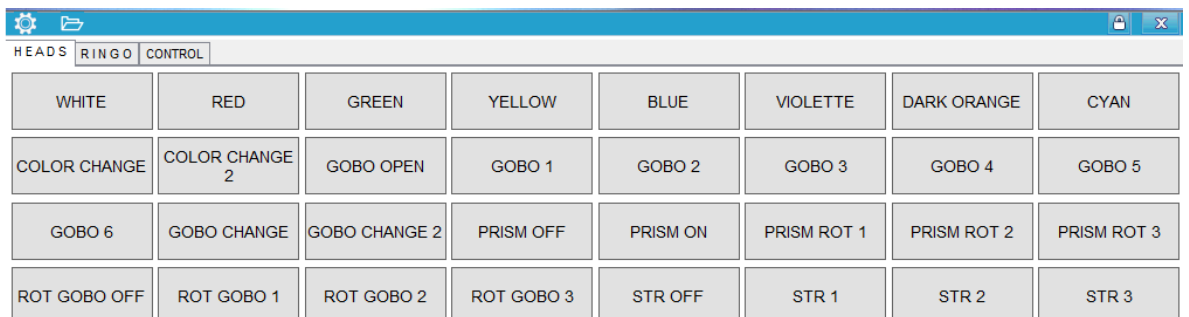 HEADS RINGO CONTROL
WHITE RED GREEN YELLOW BLUE VIOLETTE DARK ORANGE CYAN
COLOR CHANGE COLOR CHANGE 2 GOBO OPEN GOBO 1 GOBO 2 GOBO 3 GOBO 4 GOBO 5
GOBO 6 GOBO CHANGE GOBO CHANGE 2 PRISM OFF PRISM ON PRISM ROT 1 PRISM ROT 2 PRISM ROT 3
ROT GOBO OFF ROT GOBO 1 ROT GOBO 2 ROT GOBO 3 STR OFF STR 1 STR 2 STR 3